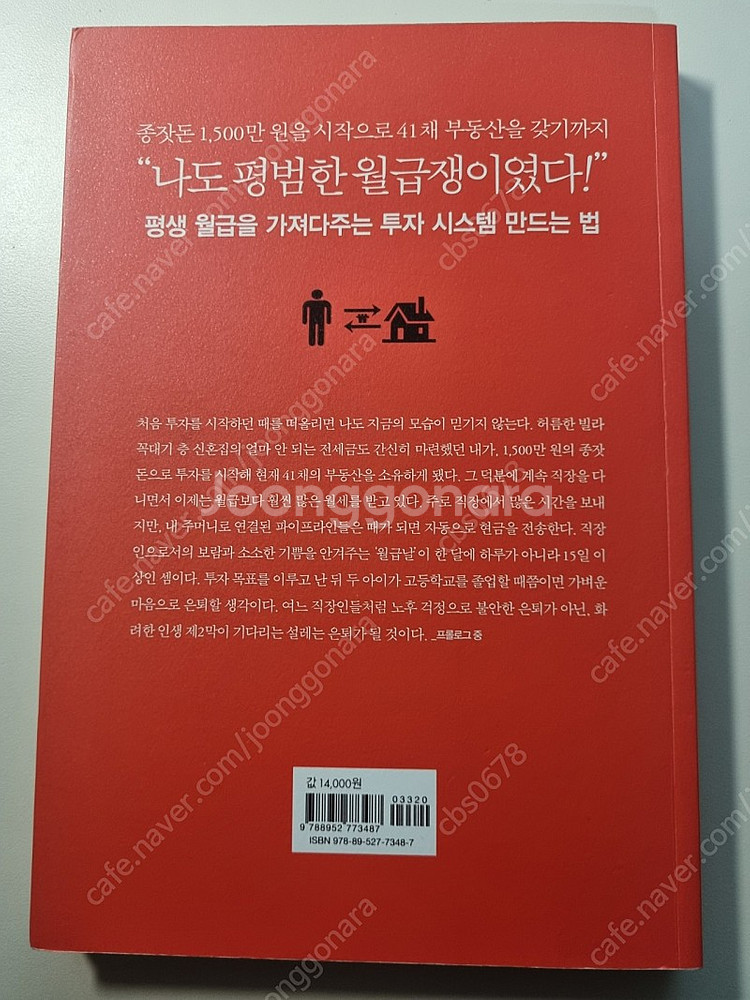 종잣돈 1,500만 원을 시작으로 41채 부동산을 갖기까지
“나도 평범한 월급쟁이였다!”
평생 월급을 가져다주는 투자 시스템 만드는 법
처음 투자를 시작하던 때를 떠올리면 나도 지금의 모습이 믿기지 않는다. 허름한 빌라
꼭대기 층 신혼집의 얼마 안 되는 전세금도 간신히 마련했던 내가, 1,500만 원의 종잣
돈으로 투자를 시작해 현재 41채의 부동산을 소유하게 됐다. 그 덕분에 계속 직장을 다
니면서 이제는 월급보다 훨씬 많은 월세를 받고 있다. 주로 직장에서 많은 시간을 보내
지만, 내 주머니로 연결된 파이프라인들은 때가 되면 자동으로 현금을 전송한다. 직장
인으로서의 보람과 소소한 기쁨을 안겨주는 '월급날'이 한 달에 하루가 아니라 15일 이
상인 셈이다. 투자 목표를 이루고 난 뒤 두 아이가 고등학교를 졸업할 때쯤이면 가벼운
마음으로 은퇴할 생각이다. 여느 직장인들처럼 노후 걱정으로 불안한 은퇴가 아닌, 화
려한 인생 제2막이 기다리는 설레는 은퇴가 될 것이다. _프롤로그 중
값 14,000원
03320
9 788952 773487
ISBN 978-89-527-7348-7
Joonggonara
cafe.naver.com/joonggonara
cbs0678